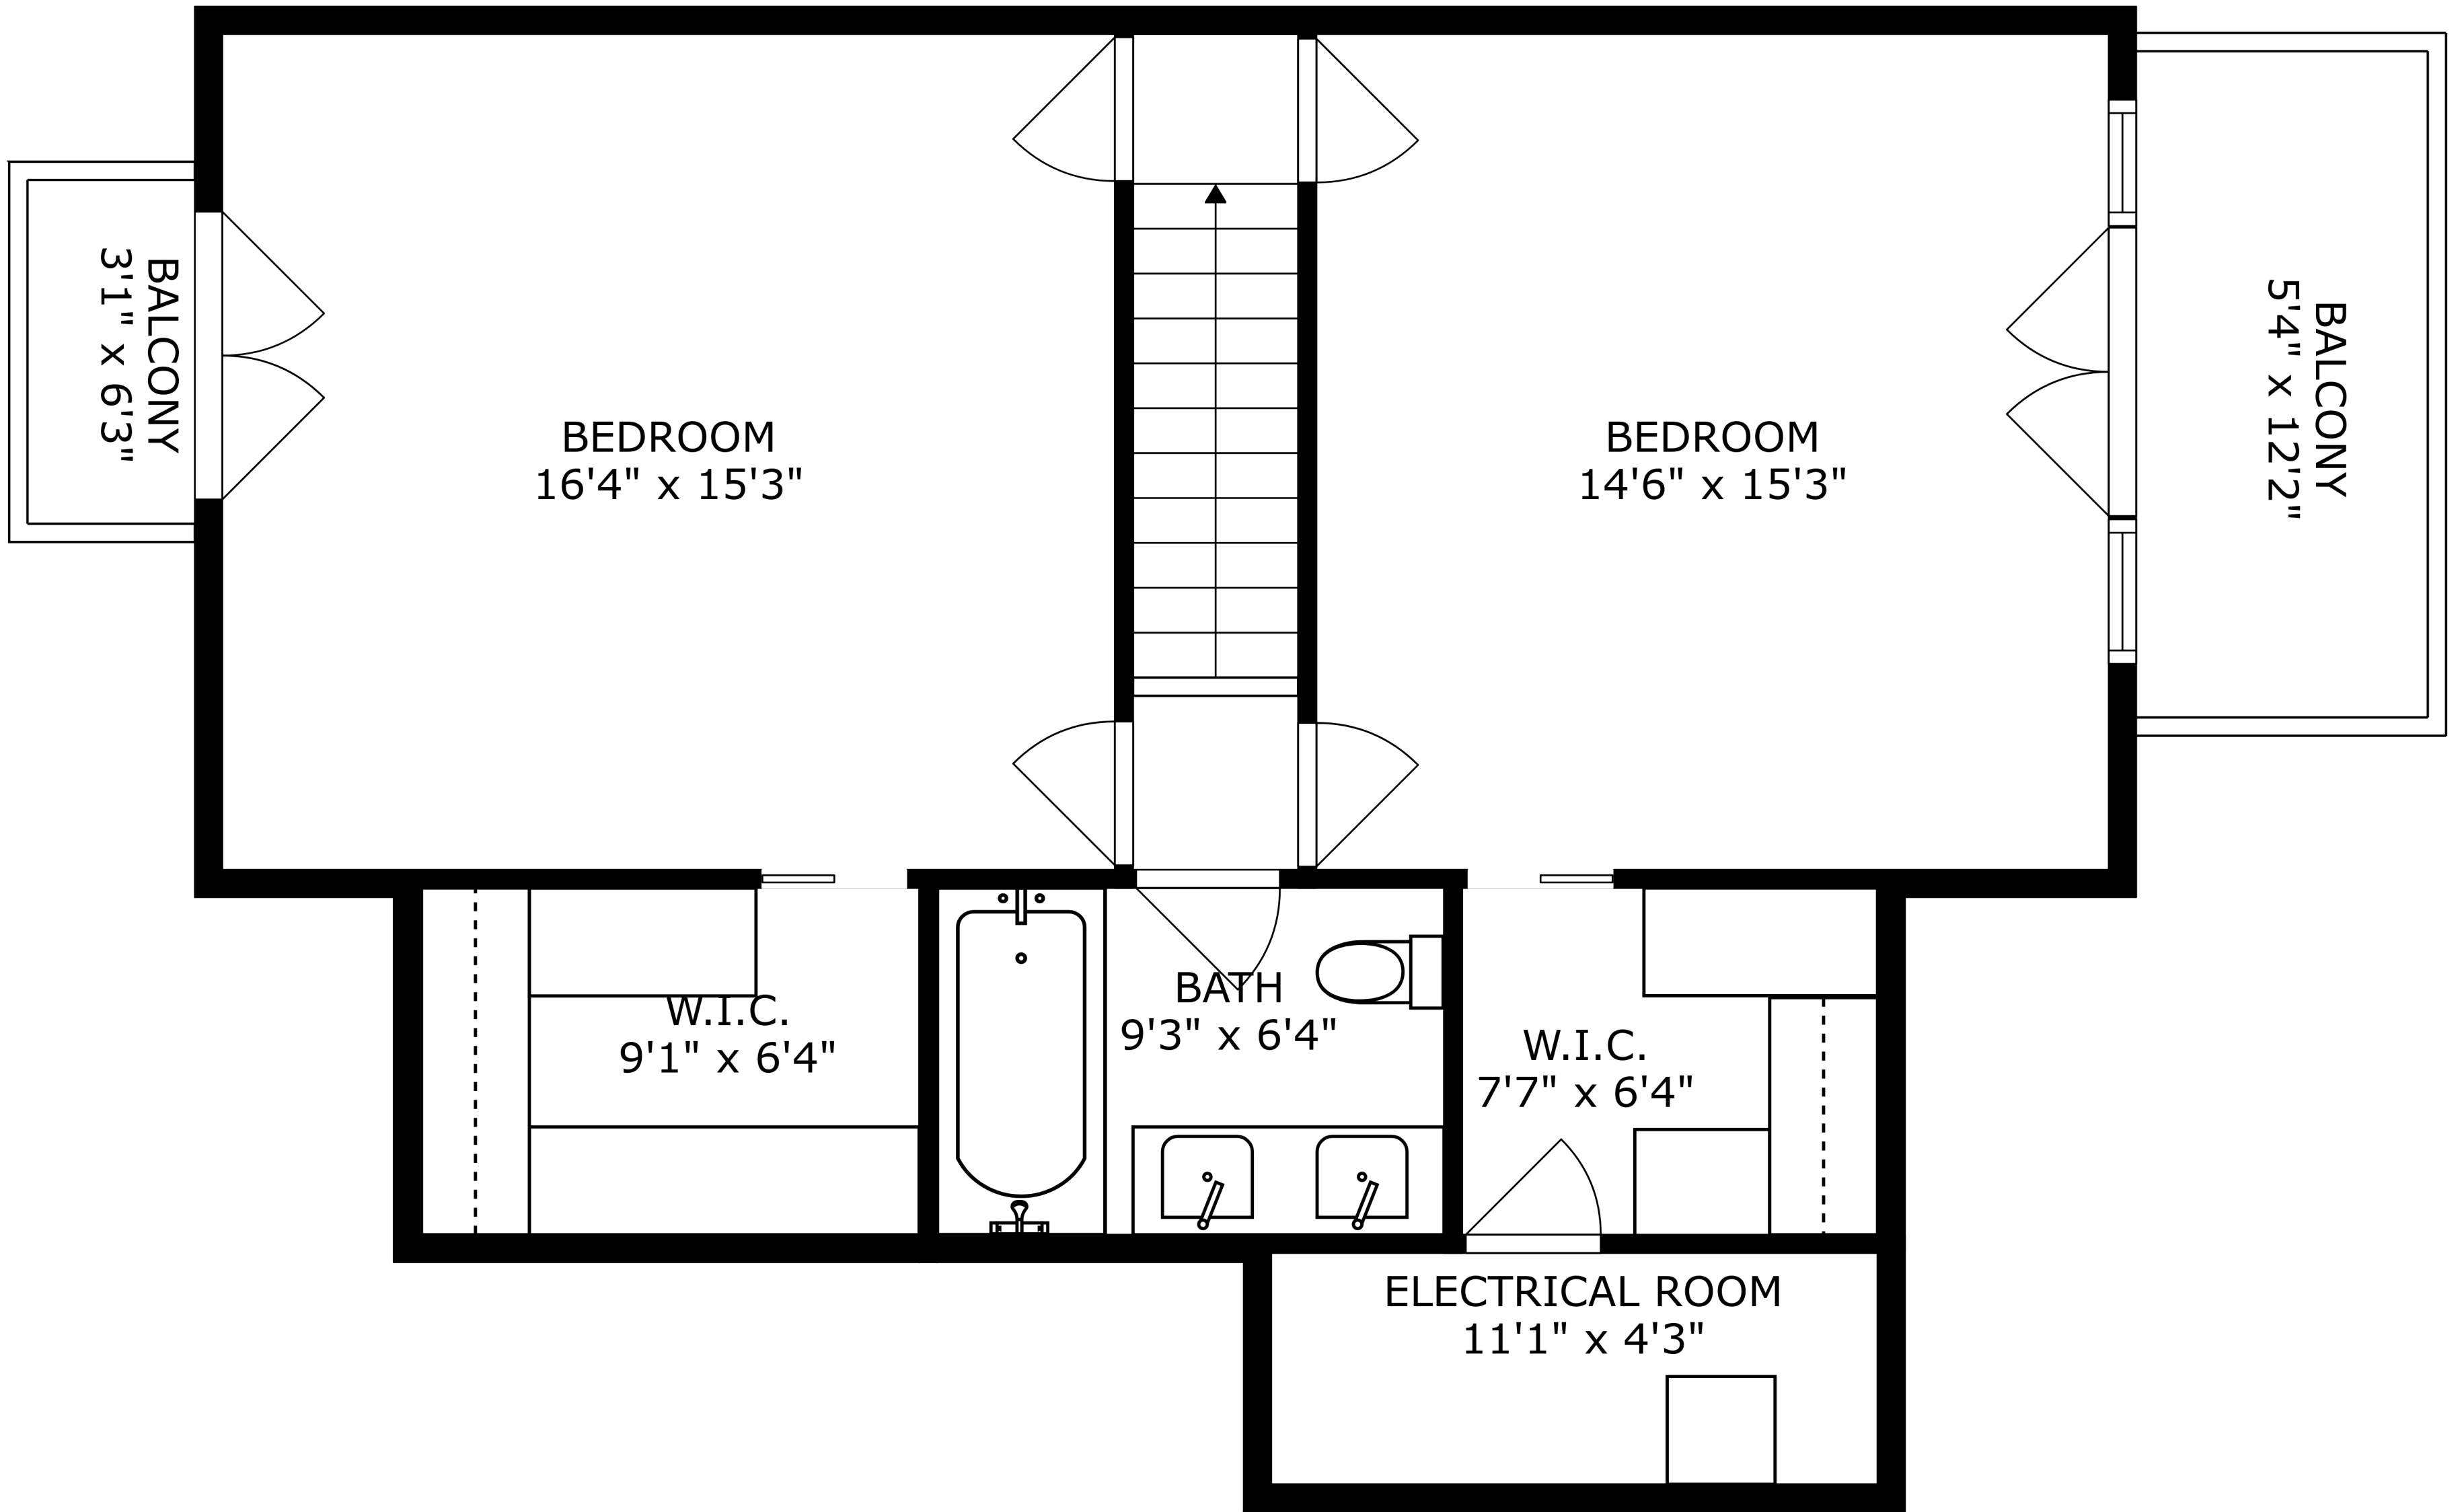 BALCONY
3'1" x 6'3"
BEDROOM
16'4" x 15'3"
BEDROOM
14'6" x 15'3"
BALCONY
5'4" x 12'2"
W.I.C.
9'1" x 6'4"
BATH
9'3" x 6'4"
W.I.C.
7'7" x 6'4"
ELECTRICAL ROOM
11'1" x 4'3"